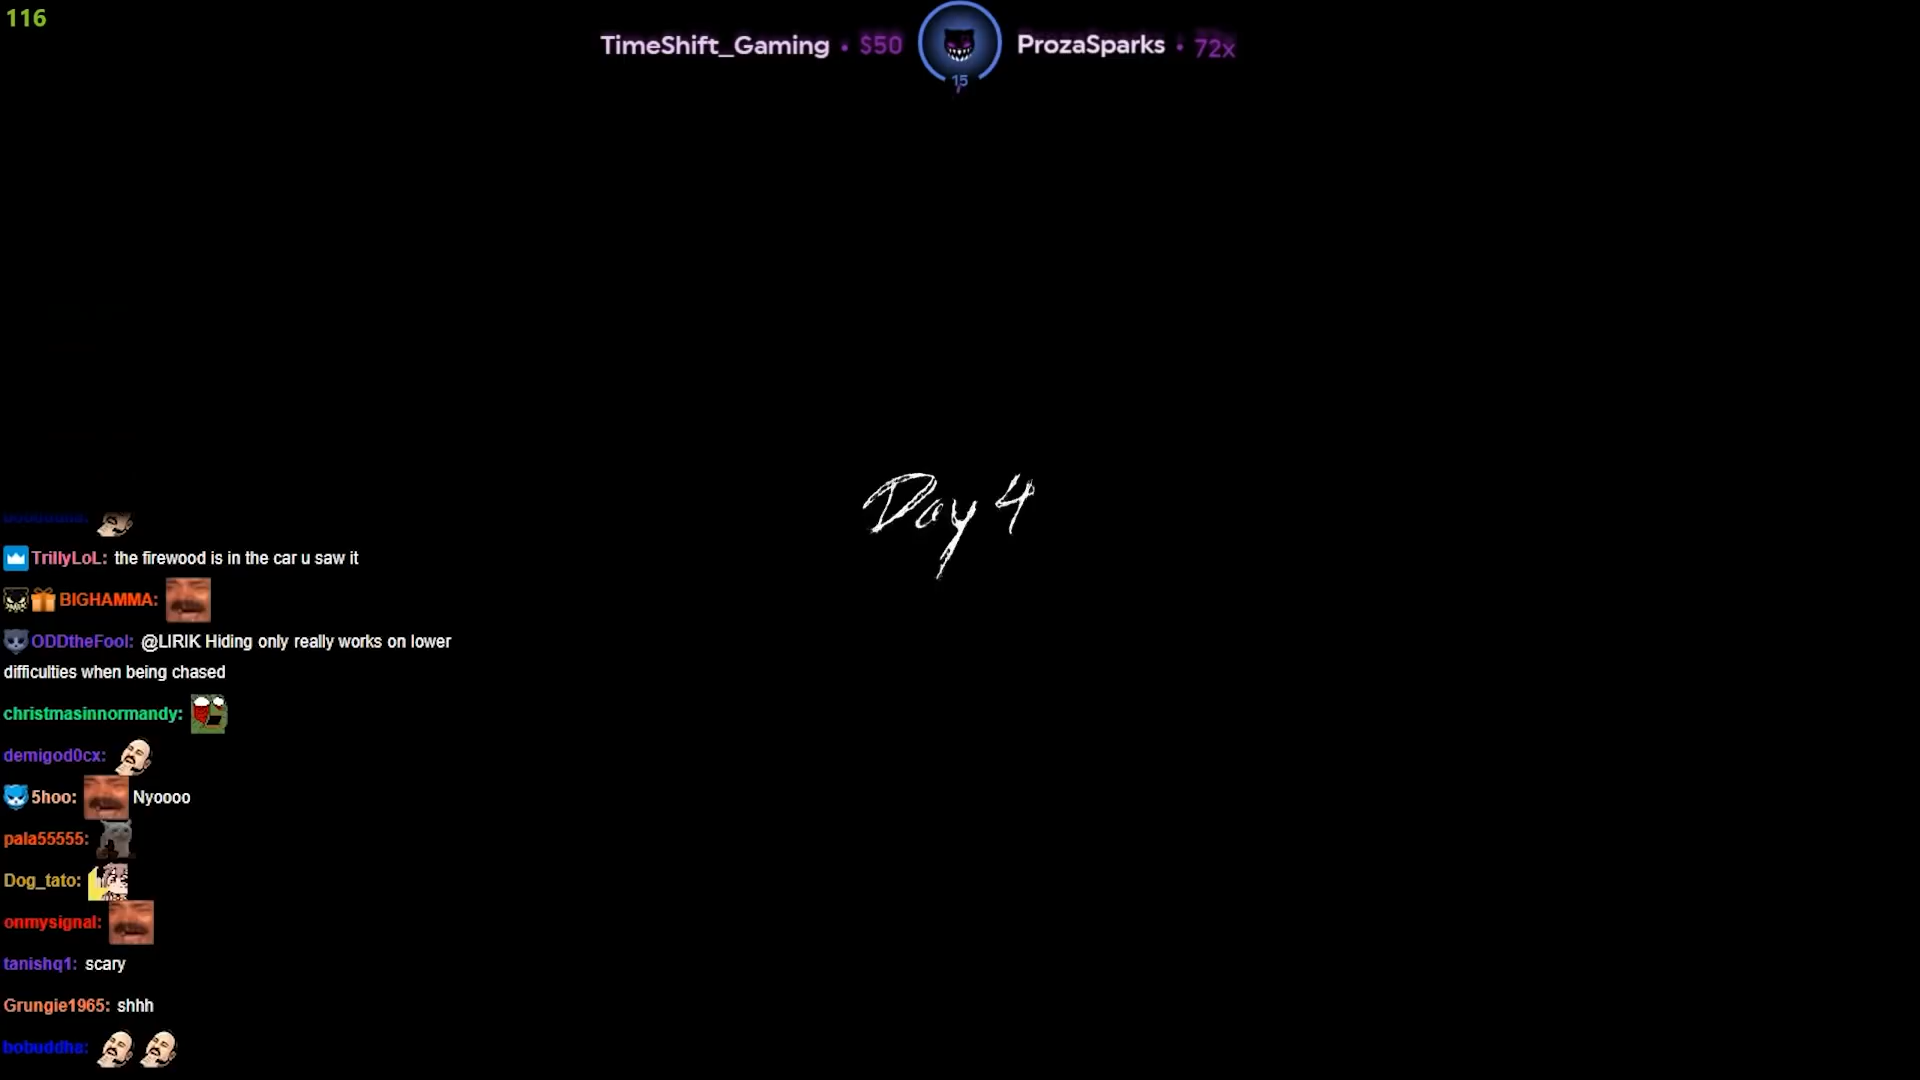 116
TimeShift_Gaming • $50
15
ProzaSparks • 72x
Day 4
bobuddha:
TrillyLoL: the firewood is in the car u saw it
BIGHAMMA:
ODDtheFool: @LIRIK Hiding only really works on lower
difficulties when being chased
christmasinnormandy:
demigod0cx:
5hoo: Nyoooo
pala55555:
Dog_tato:
onmysignal:
tanishq1: scary
Grungie1965: shhh
bobuddha: